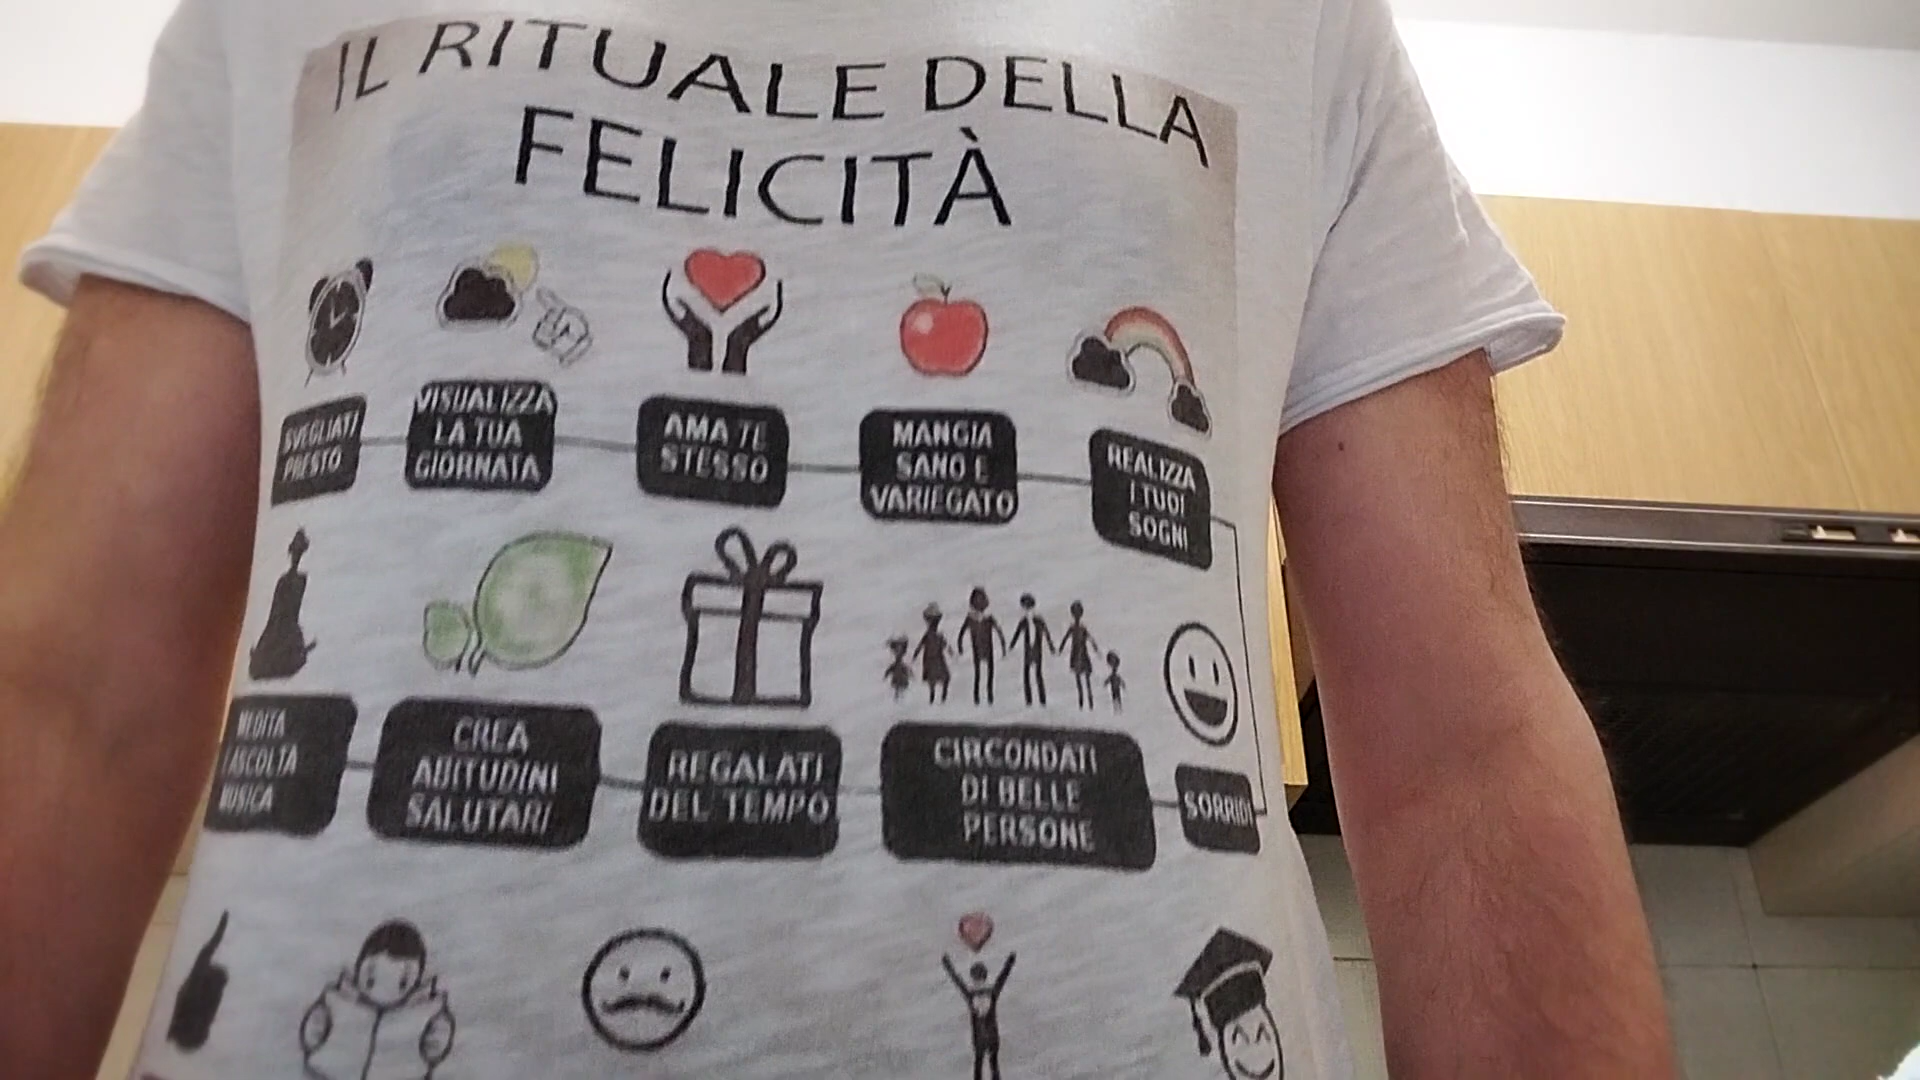 IL RITUALE DELLA
FELICITÀ
SVEGLIATI
PRESTO
VISUALIZZA
LA TUA
GIORNATA
AMA TE
STESSO
MANGIA
SANO E
VARIEGATO
REALIZZA
I TUOI
SOGNI
MEDITA
E ASCOLTA
MUSICA
CREA
ABITUDINI
SALUTARI
REGALATI
DEL TEMPO
CIRCONDATI
DI BELLE
PERSONE
SORRIDI